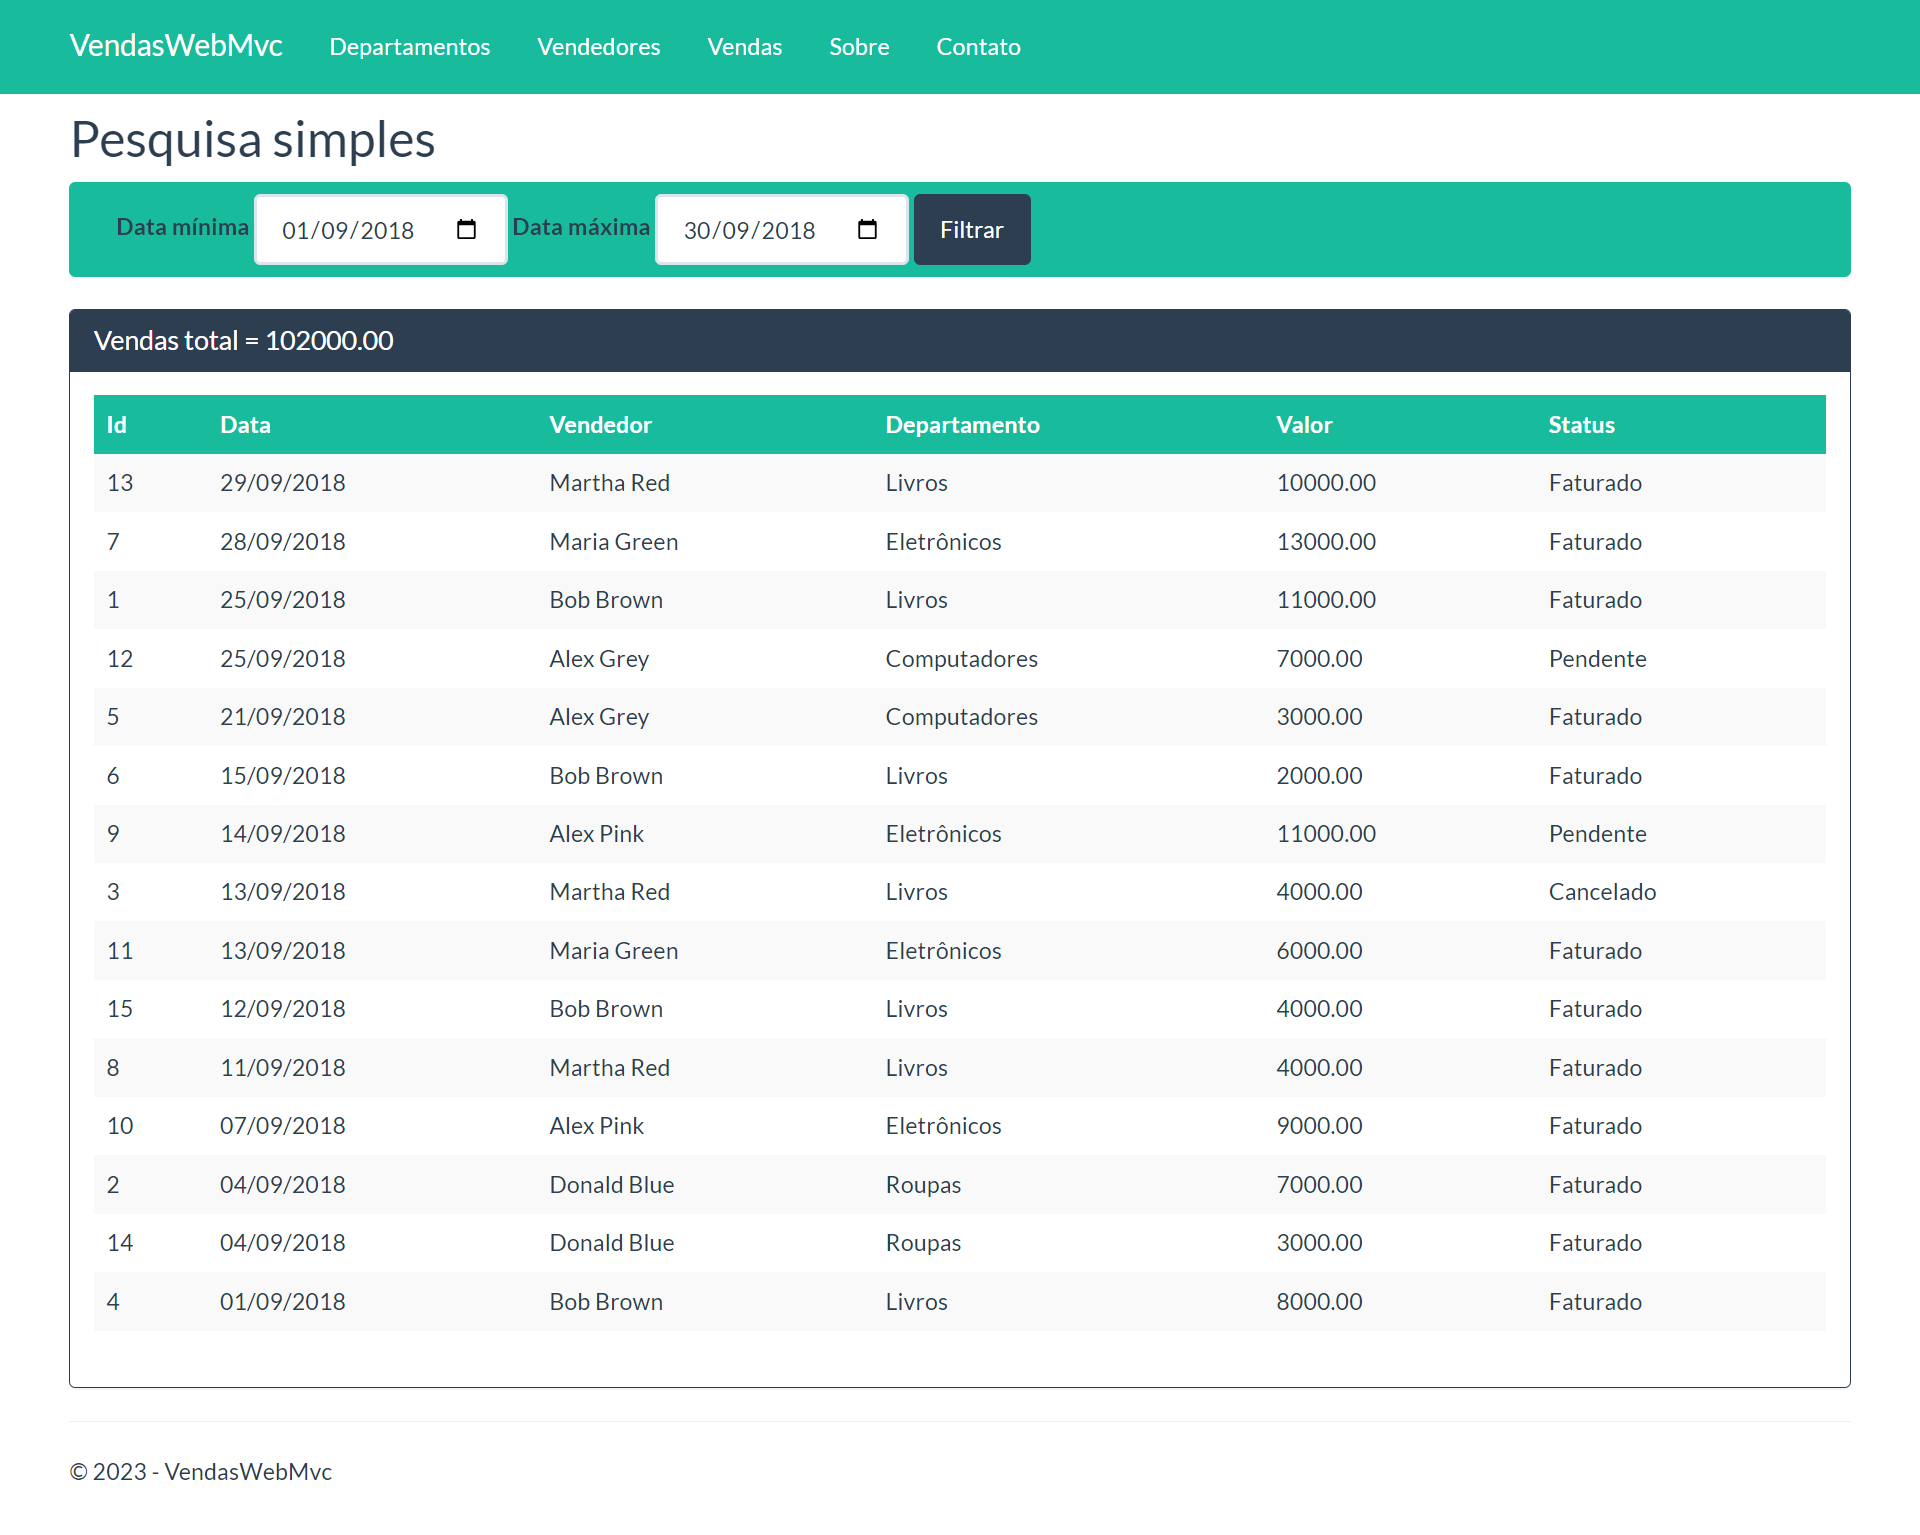 VendasWebMvc Departamentos Vendedores Vendas Sobre Contato
Pesquisa simples
Data mínima 01/09/2018 Data máxima 30/09/2018 Filtrar
Vendas total = 102000.00
Id Data Vendedor Departamento Valor Status
13 29/09/2018 Martha Red Livros 10000.00 Faturado
7 28/09/2018 Maria Green Eletrônicos 13000.00 Faturado
1 25/09/2018 Bob Brown Livros 11000.00 Faturado
12 25/09/2018 Alex Grey Computadores 7000.00 Pendente
5 21/09/2018 Alex Grey Computadores 3000.00 Faturado
6 15/09/2018 Bob Brown Livros 2000.00 Faturado
9 14/09/2018 Alex Pink Eletrônicos 11000.00 Pendente
3 13/09/2018 Martha Red Livros 4000.00 Cancelado
11 13/09/2018 Maria Green Eletrônicos 6000.00 Faturado
15 12/09/2018 Bob Brown Livros 4000.00 Faturado
8 11/09/2018 Martha Red Livros 4000.00 Faturado
10 07/09/2018 Alex Pink Eletrônicos 9000.00 Faturado
2 04/09/2018 Donald Blue Roupas 7000.00 Faturado
14 04/09/2018 Donald Blue Roupas 3000.00 Faturado
4 01/09/2018 Bob Brown Livros 8000.00 Faturado
© 2023 - VendasWebMvc